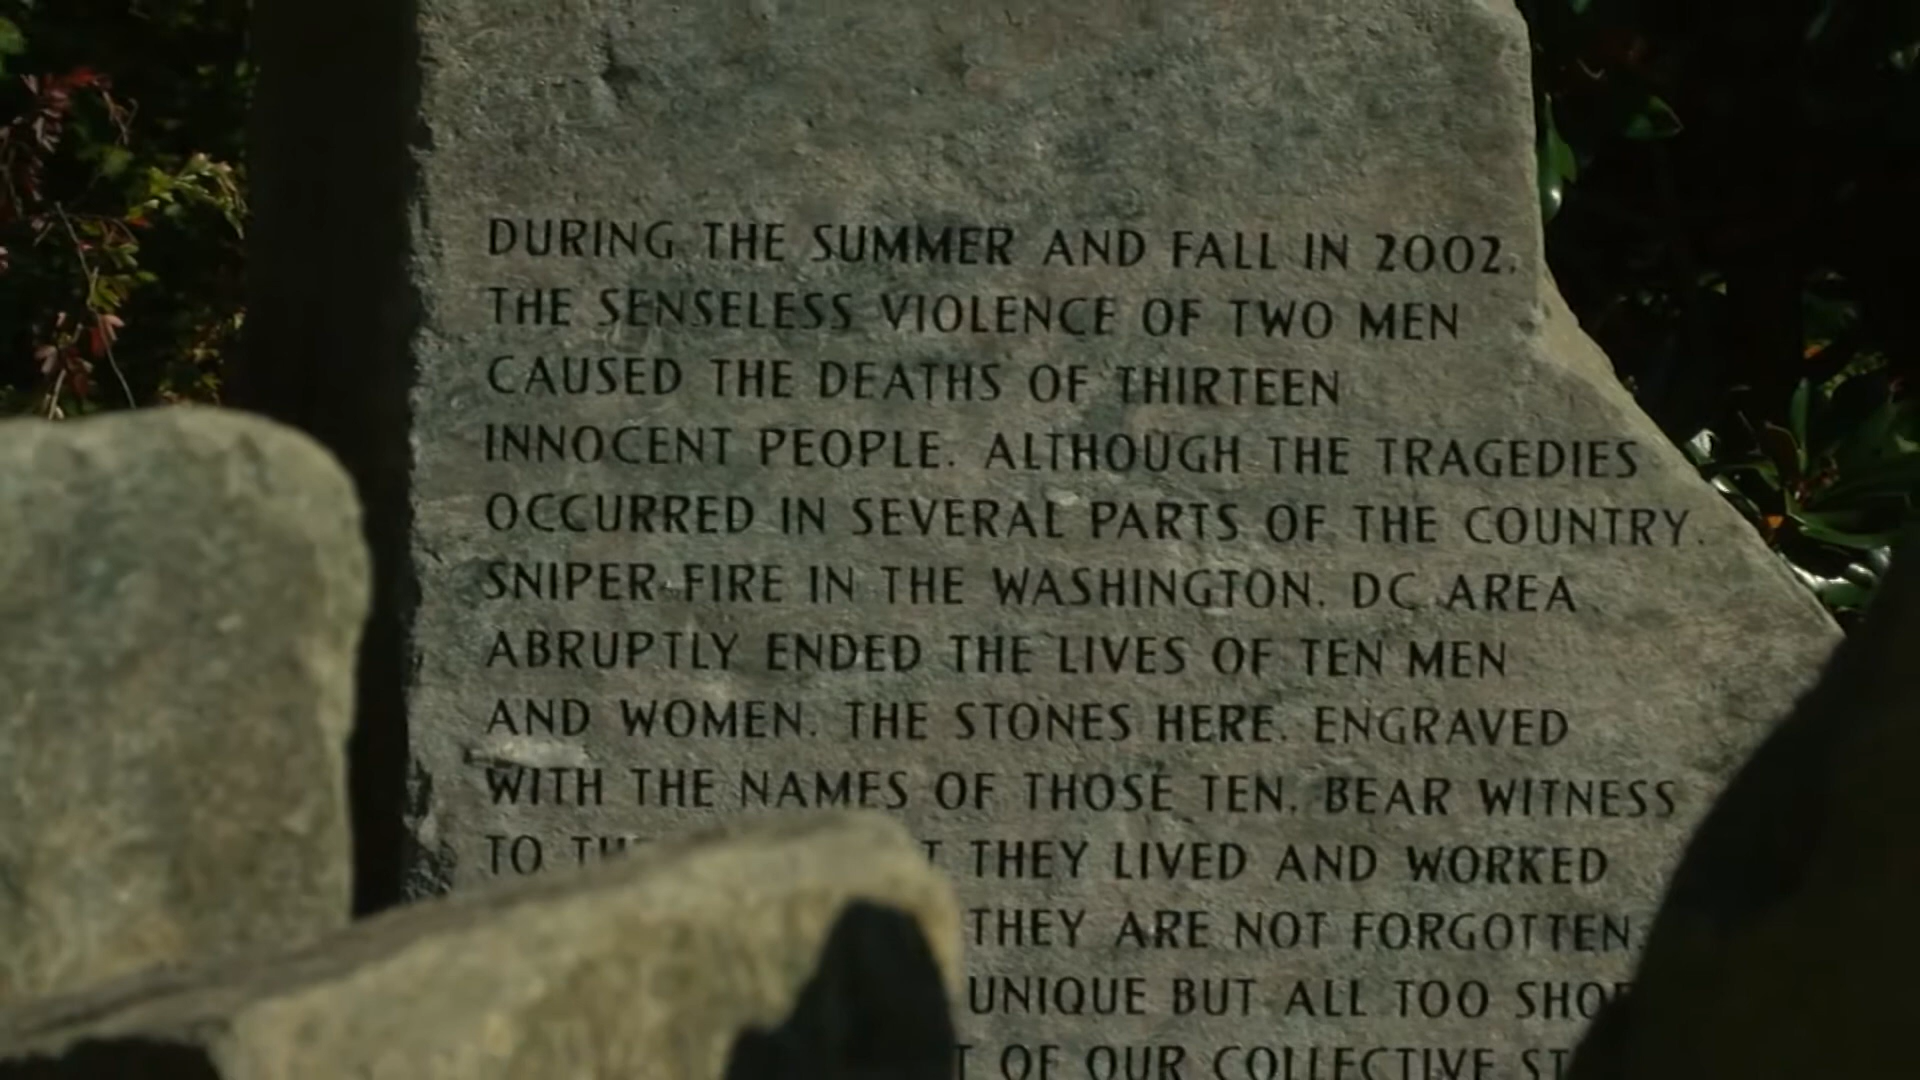 DURING THE SUMMER AND FALL IN 2002,
THE SENSELESS VIOLENCE OF TWO MEN
CAUSED THE DEATHS OF THIRTEEN
INNOCENT PEOPLE. ALTHOUGH THE TRAGEDIES
OCCURRED IN SEVERAL PARTS OF THE COUNTRY,
SNIPER FIRE IN THE WASHINGTON, DC AREA
ABRUPTLY ENDED THE LIVES OF TEN MEN
AND WOMEN. THE STONES HERE, ENGRAVED
WITH THE NAMES OF THOSE TEN, BEAR WITNESS
TO THEY LIVED AND WORKED
THEY ARE NOT FORGOTTEN.
UNIQUE BUT ALL TOO
OF OUR COLLECTIVE